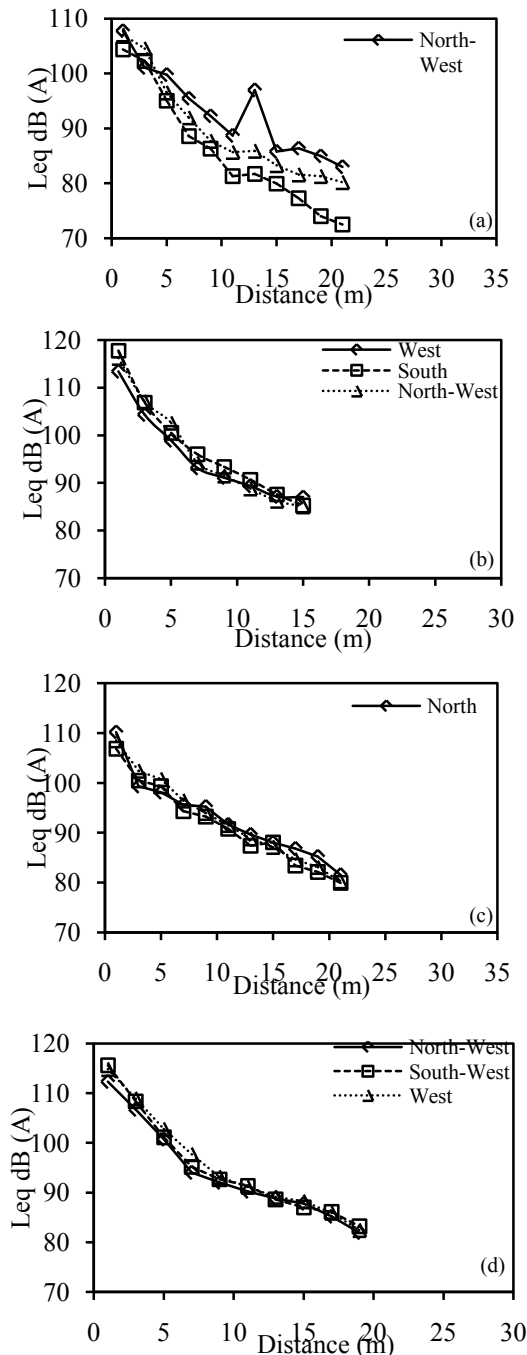 110
100
90
80
70
Leq dB (A)
0 5 10 15 20 25 30 35
Distance (m)
North-
West
(a)
120
110
100
90
80
70
Leq dB (A)
0 5 10 15 20 25 30
Distance (m)
West
South
North-West
(b)
120
110
100
90
80
70
Leq dB (A)
0 5 10 15 20 25 30 35
Distance (m)
North
(c)
120
110
100
90
80
70
Leq dB (A)
0 5 10 15 20 25 30
Distance (m)
North-West
South-West
West
(d)